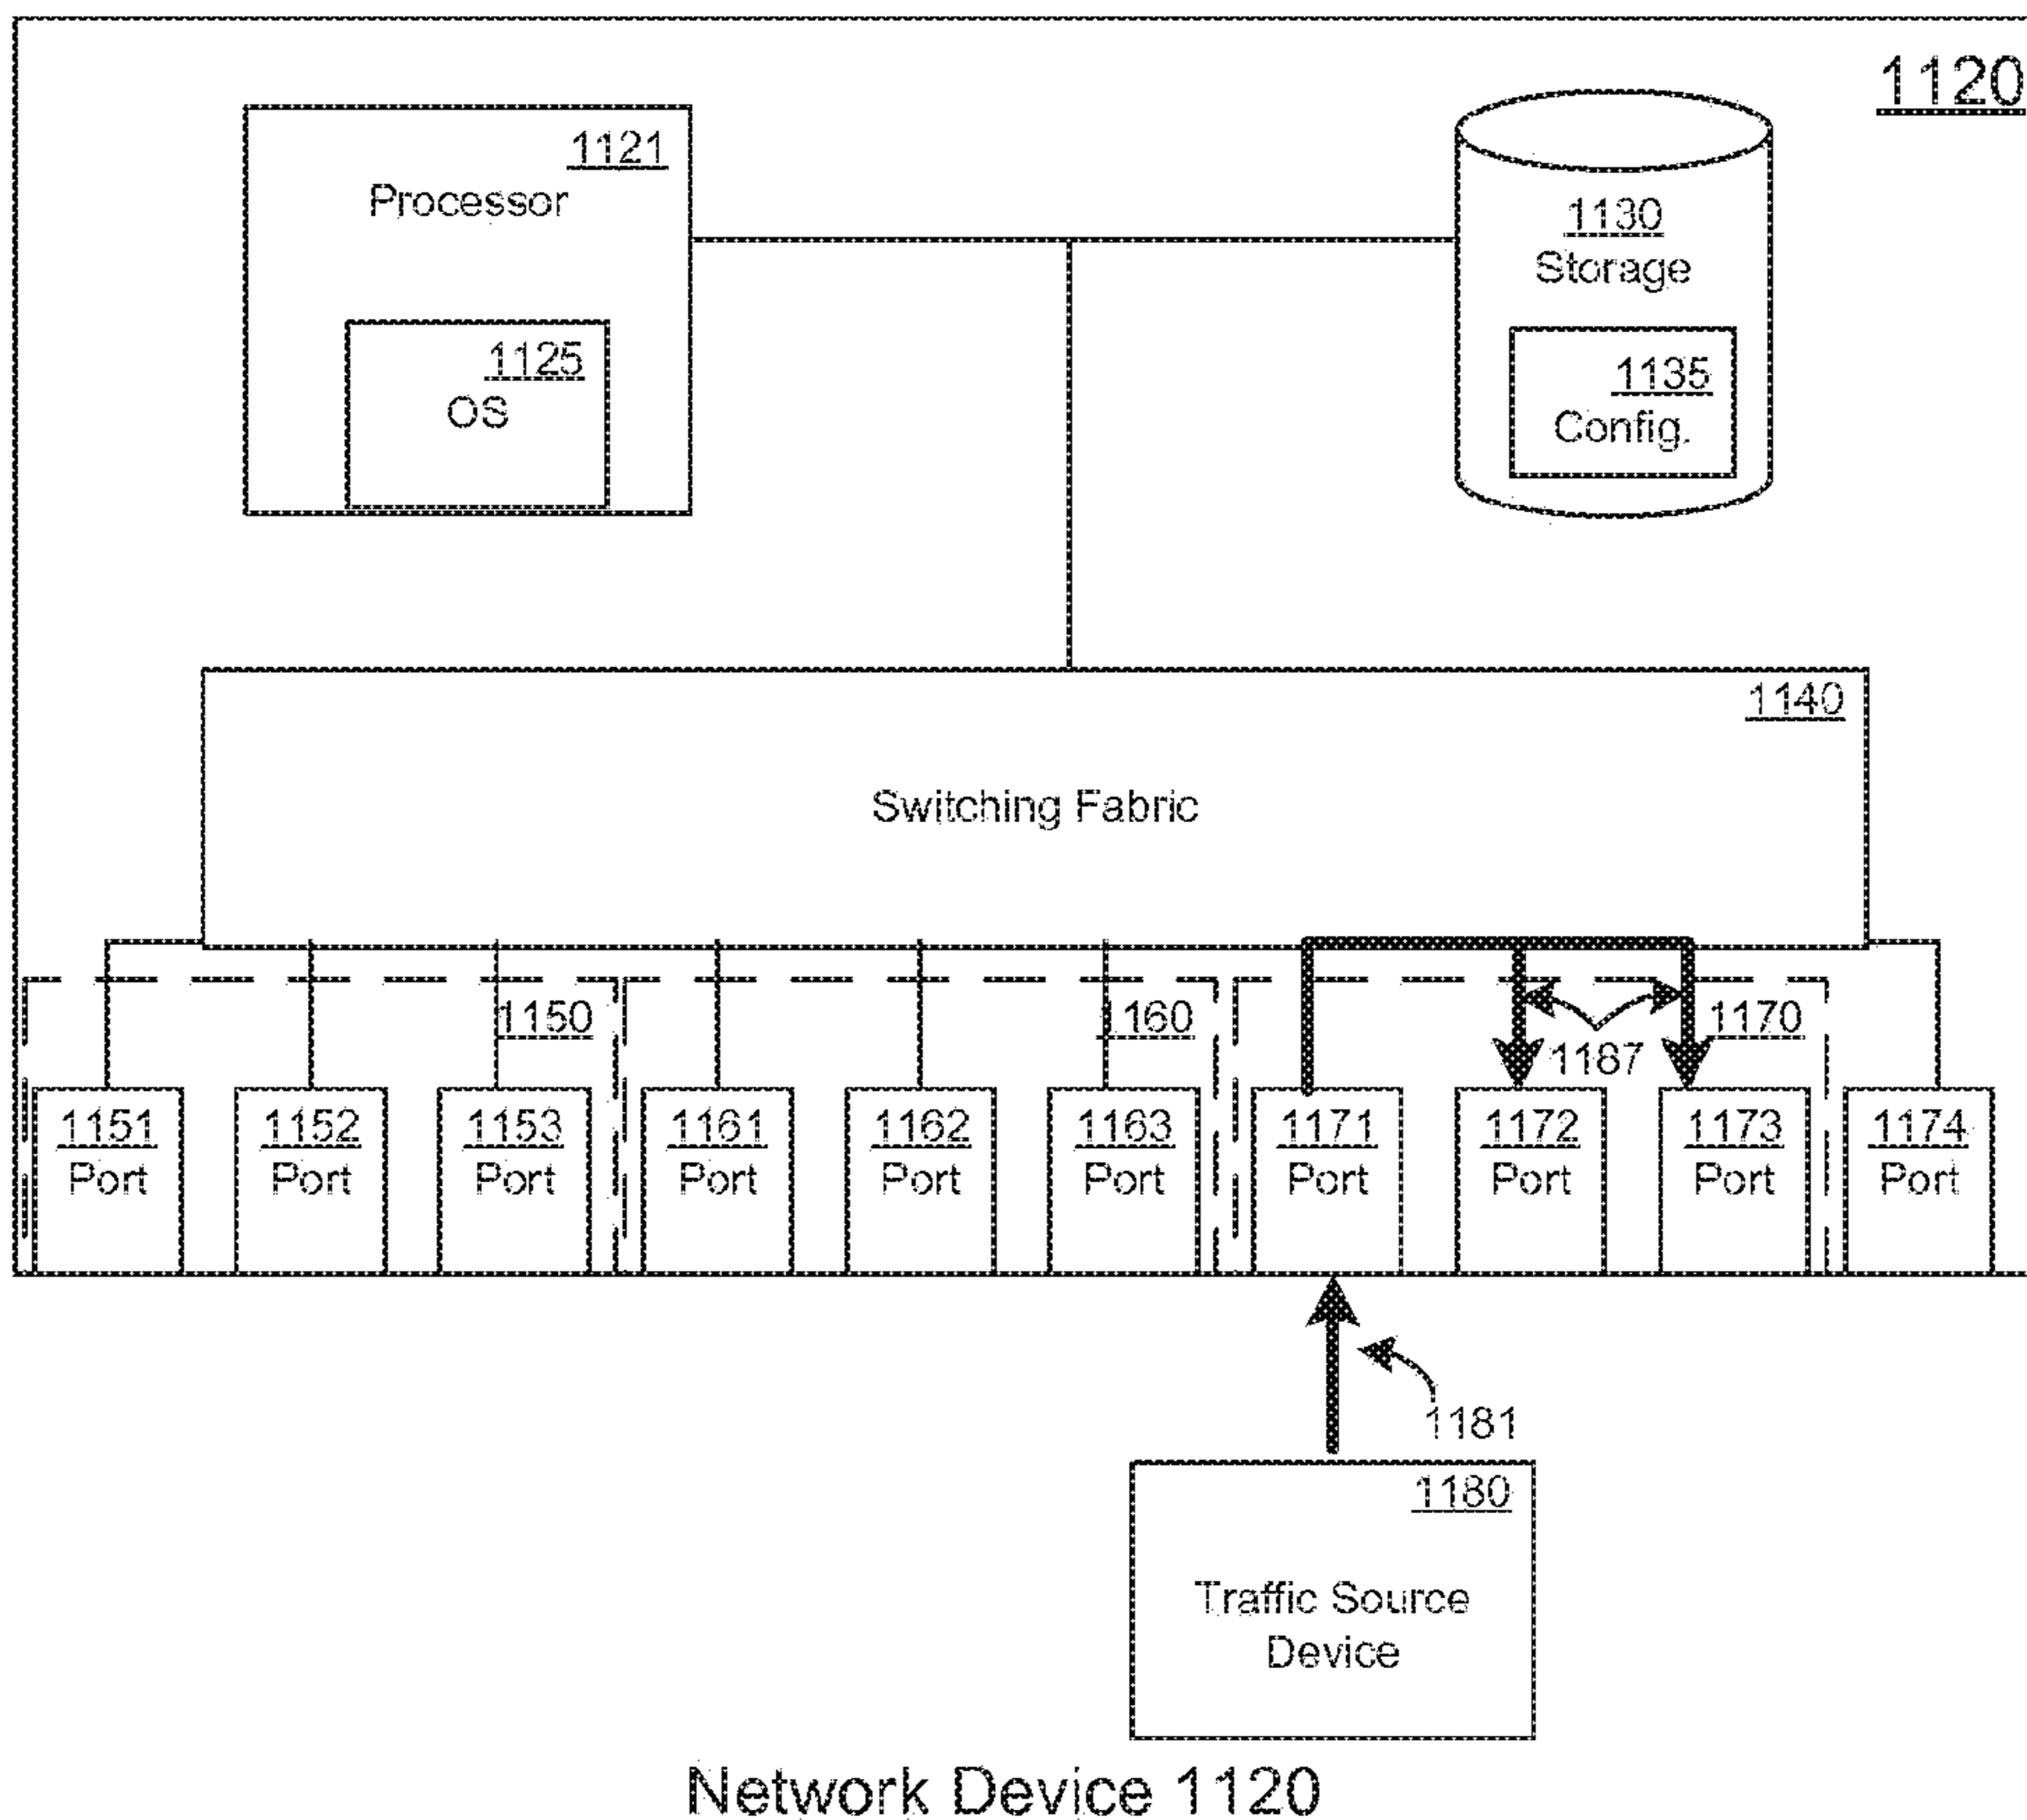 1120
1121
Processor
1125
OS
1130
Storage
1135
Config.
1140
Switching Fabric
1150
1160
1170
1187
1151
Port
1152
Port
1153
Port
1161
Port
1162
Port
1163
Port
1171
Port
1172
Port
1173
Port
1174
Port
1181
1180
Traffic Source
Device
Network Device 1120